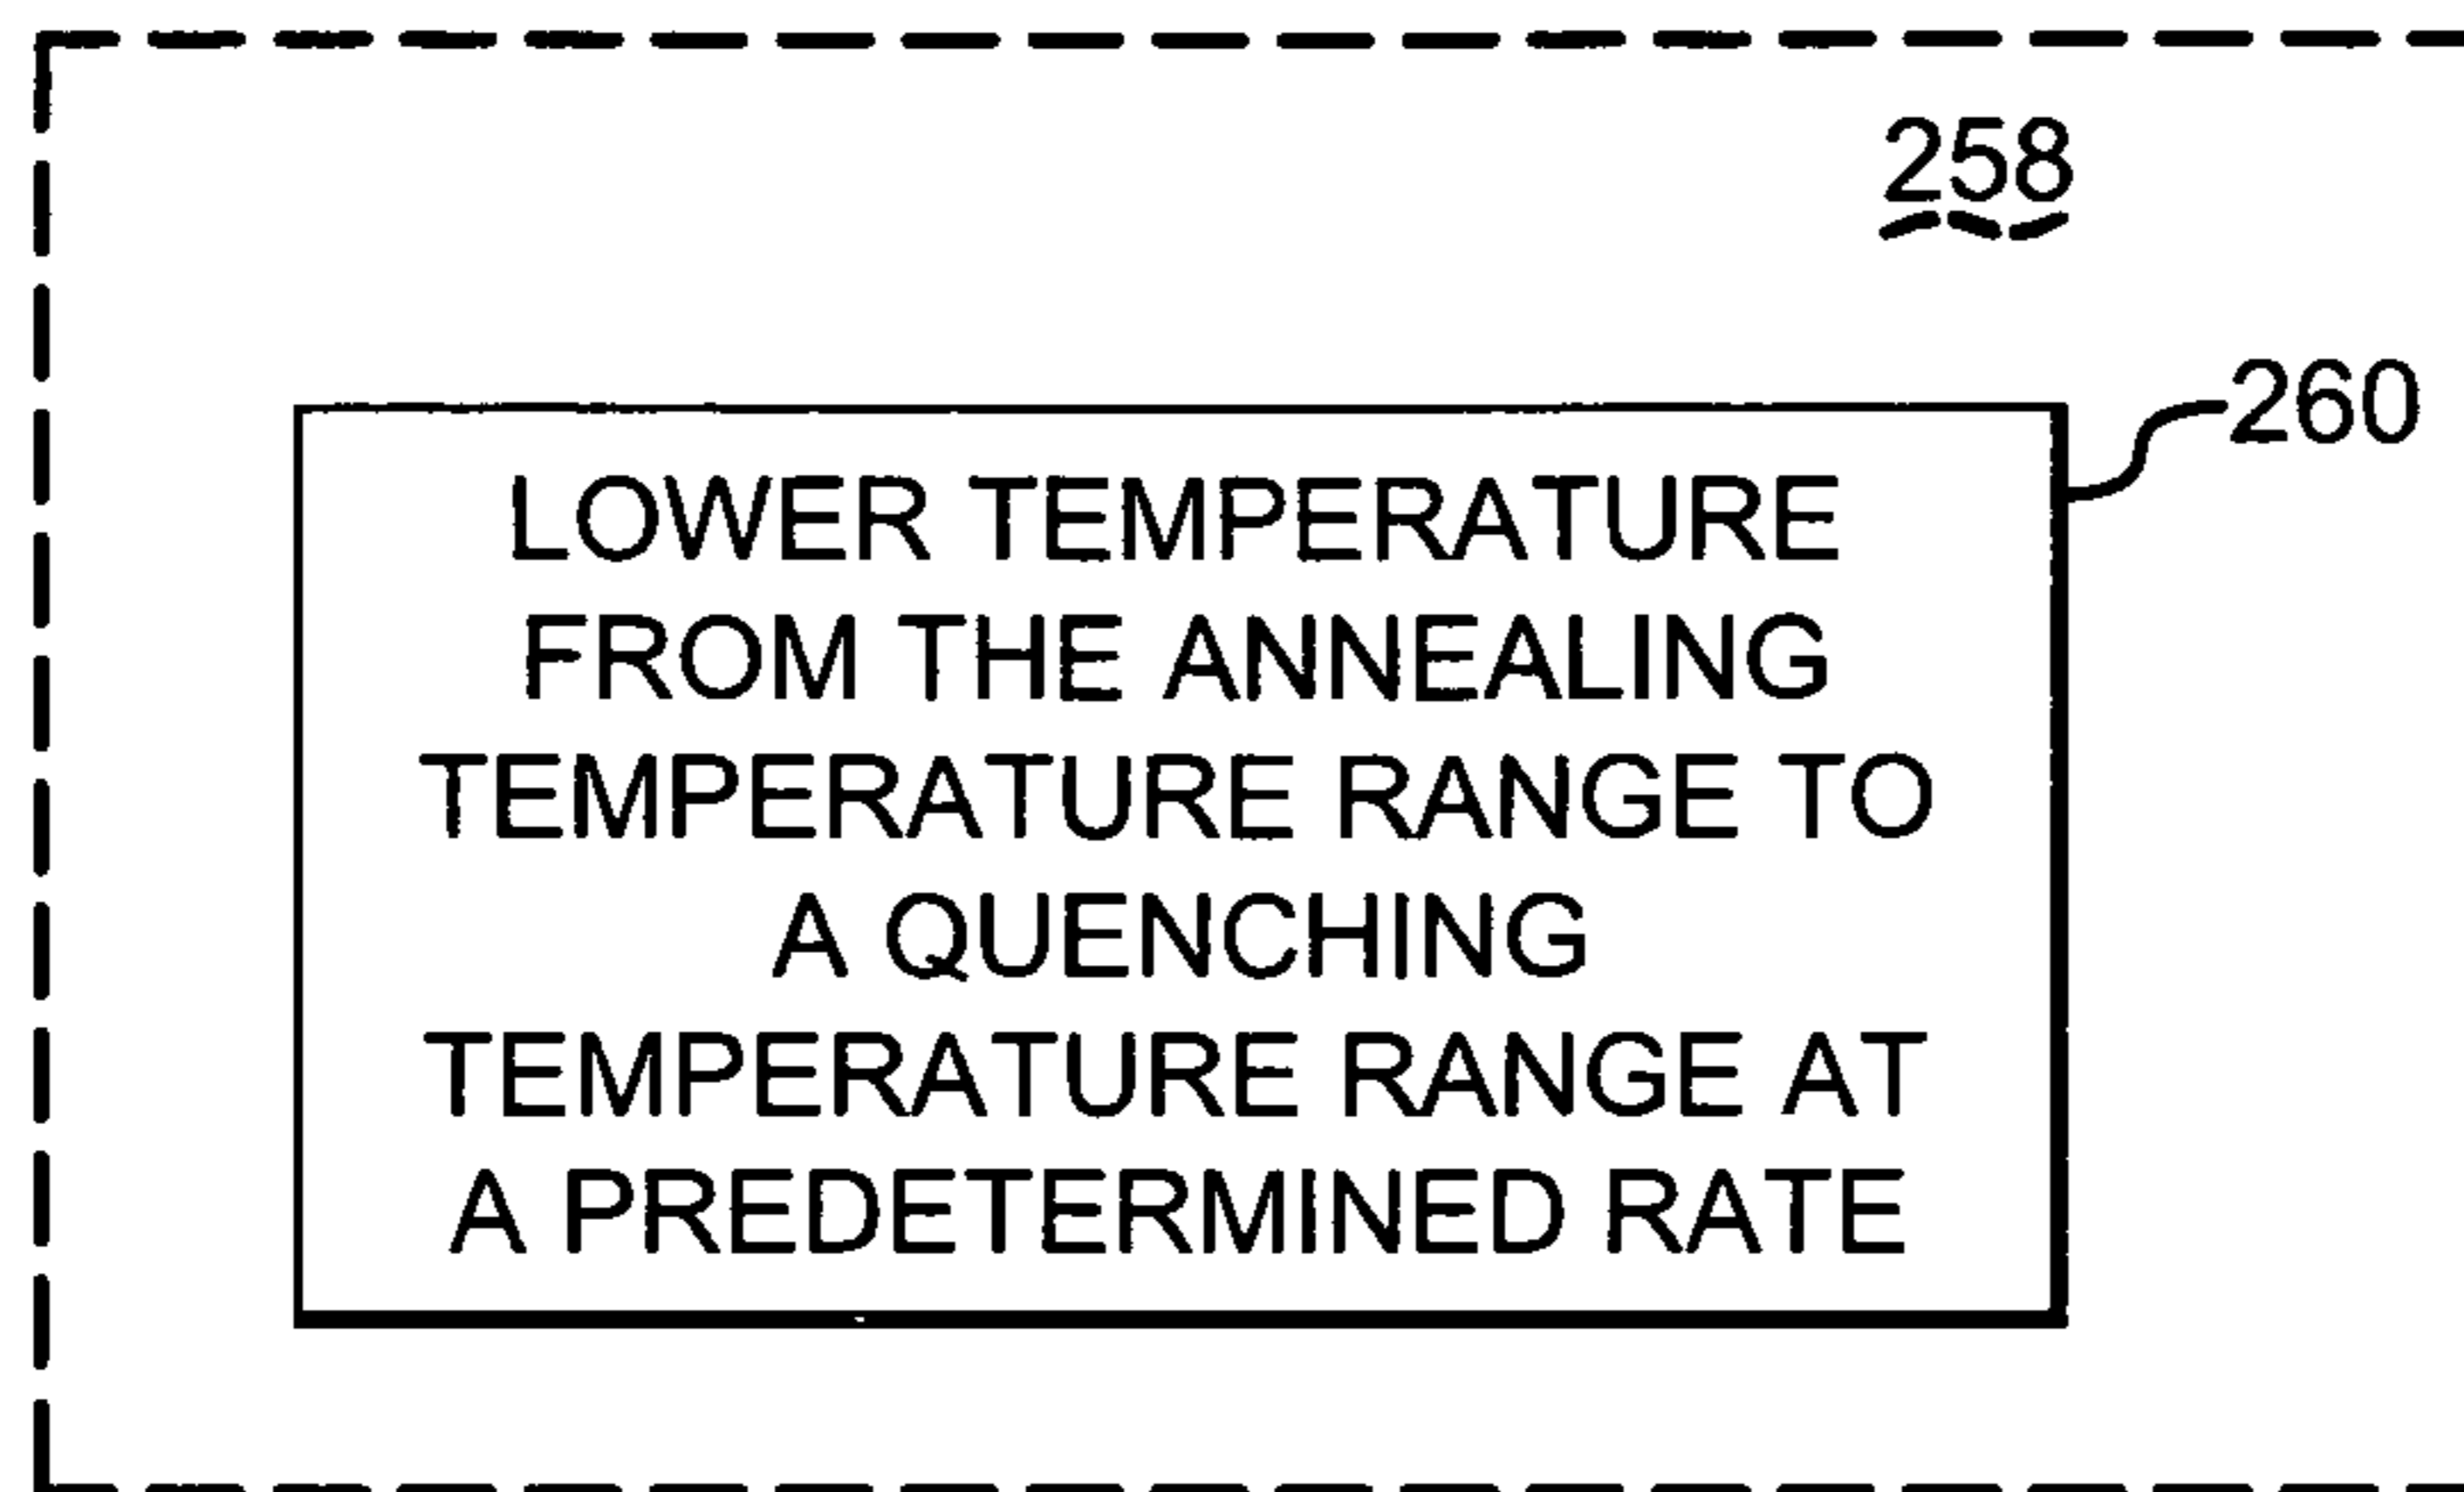 258
260
LOWER TEMPERATURE
FROM THE ANNEALING
TEMPERATURE RANGE TO
A QUENCHING
TEMPERATURE RANGE AT
A PREDETERMINED RATE